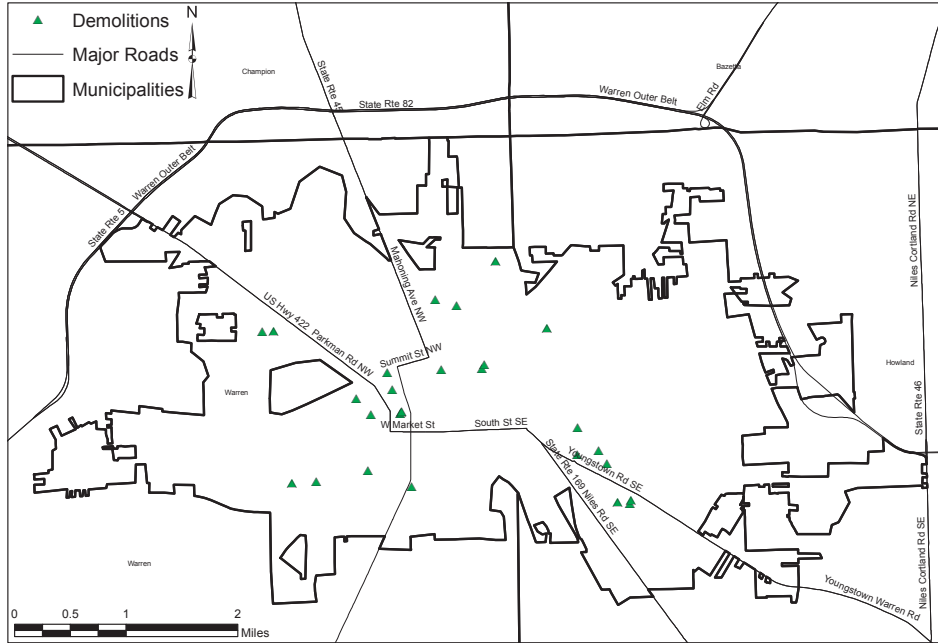 Demolitions
Major Roads
Municipalities
N
Champion
Bazetta
State Rte 45
State Rte 82
Warren Outer Belt
Elm Rd
Warren Outer Belt
State Rte 5
Niles Cortland Rd NE
Mahoning Ave NW
US Hwy 422
Parkman Rd NW
Summit St NW
Howland
Warren
State Rte 46
W Market St
South St SE
Youngstown Rd SE
State Rte 169 Niles Rd SE
Warren
Niles Cortland Rd SE
Youngstown Warren Rd
0 0.5 1 2
Miles